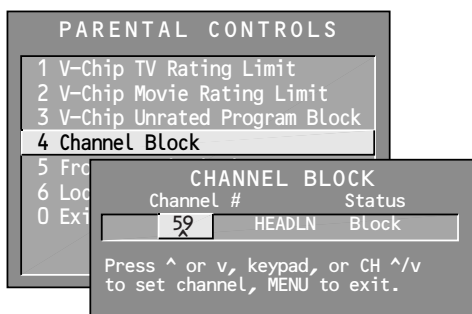 PARENTAL CONTROLS
1 V-Chip TV Rating Limit
2 V-Chip Movie Rating Limit
3 V-Chip Unrated Program Block
4 Channel Block
5
6
0
CHANNEL BLOCK
Channel # Status
59 HEADLN Block
Press ^ or v, keypad, or CH ^/v
to set channel, MENU to exit.